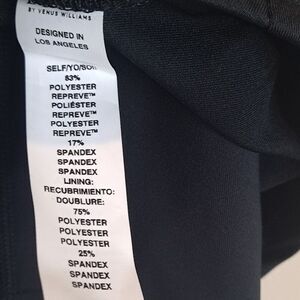 BY VENUS WILLIAMS
DESIGNED IN
LOS ANGELES
SELF/YO/SOI:
83%
POLYESTER
REPREVE™
POLIÉSTER
REPREVE™
POLYESTER
REPREVE™
17%
SPANDEX
SPANDEX
SPANDEX
LINING:
RECUBRIMIENTO:
DOUBLURE:
75%
POLYESTER
POLYESTER
POLYESTER
25%
SPANDEX
SPANDEX
SPANDEX